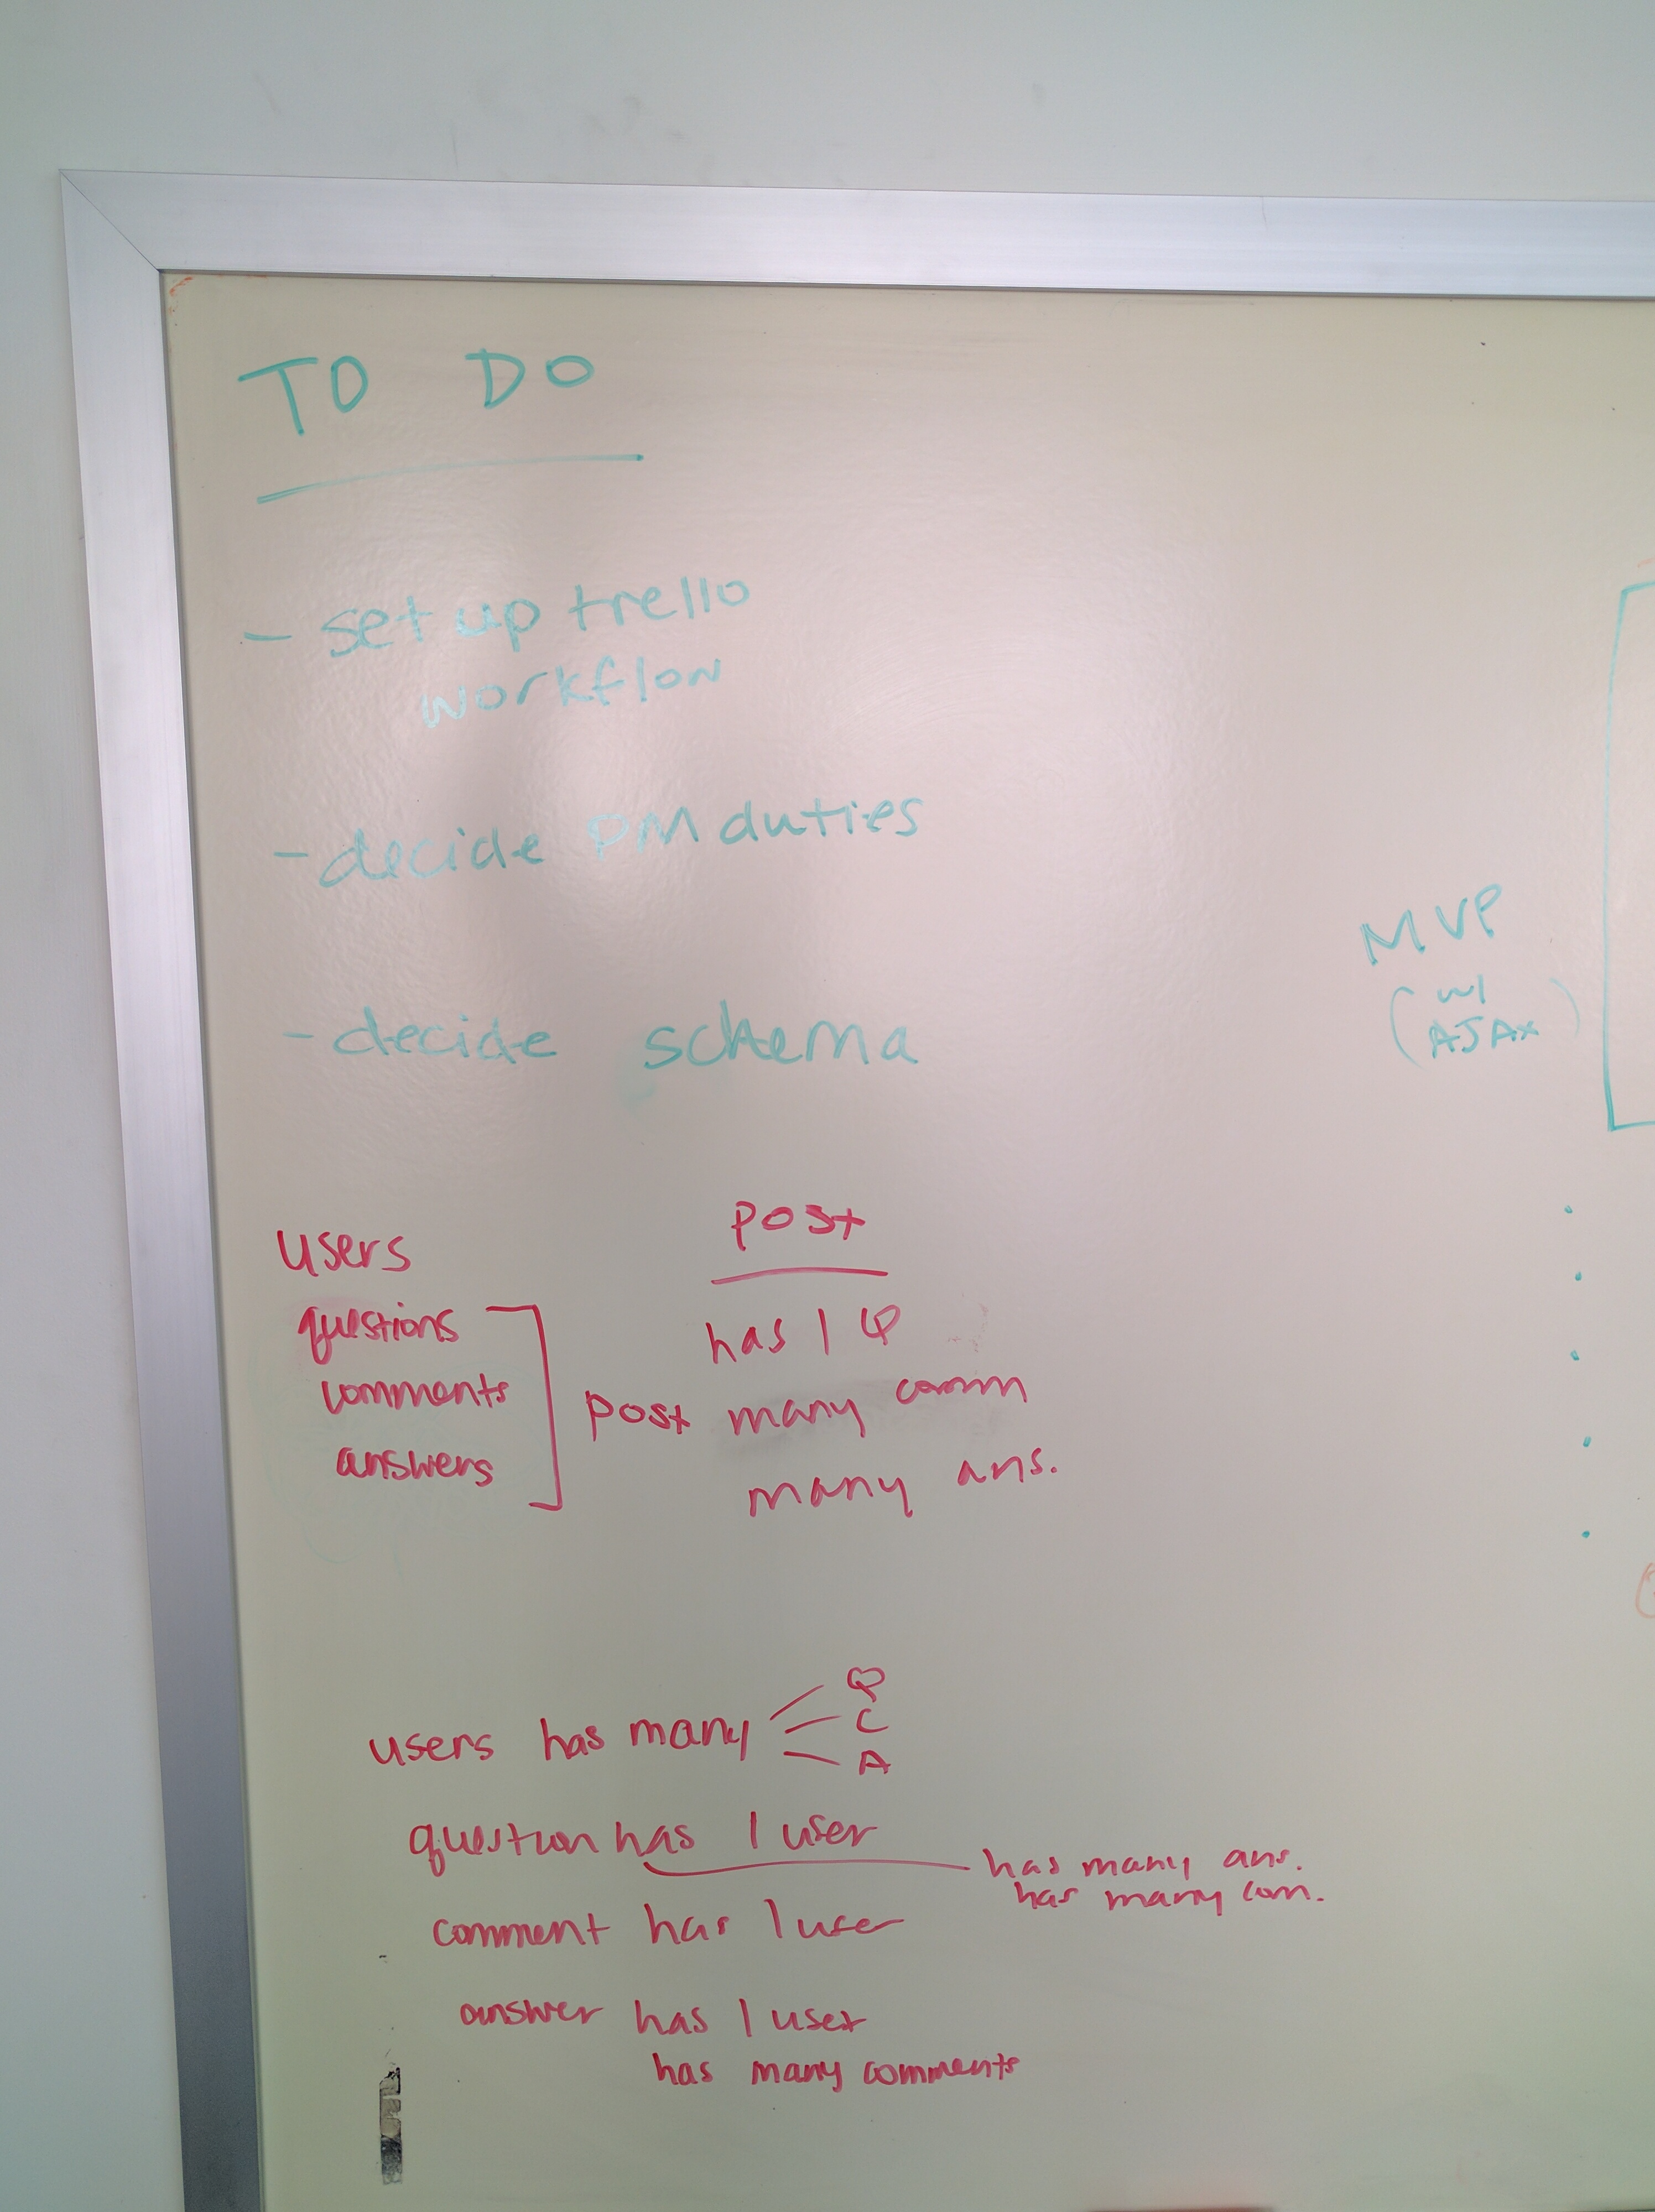 TO DO
- set up trello
workflow
- decide PM duties
- decide schema
MVP
(w/
AJAX)
users
questions
comments
answers
post
post
has 1 Q
many comm
many ans.
users has many
Q
C
A
question has 1 user
has many ans.
has many com.
comment has 1 user
answer has 1 user
has many comments